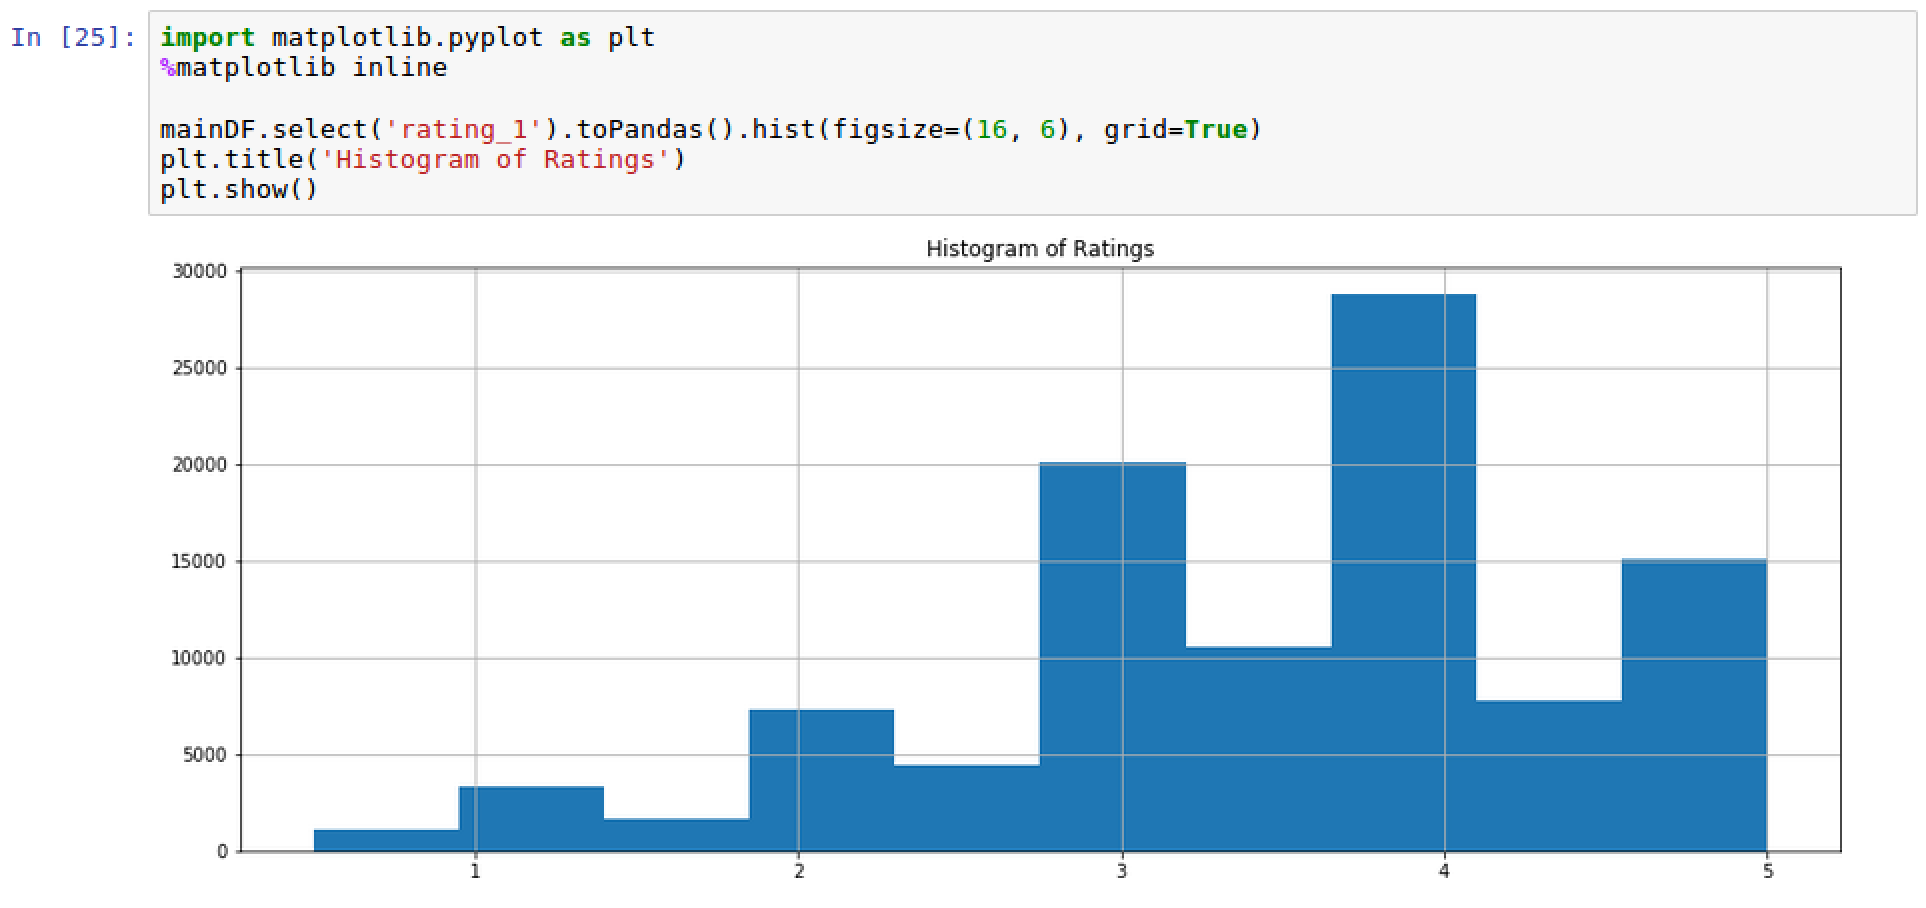 In [25]:
import matplotlib.pyplot as plt
%matplotlib inline
mainDF.select('rating_1').toPandas().hist(figsize=(16, 6), grid=True)
plt.title('Histogram of Ratings')
plt.show()
Histogram of Ratings
30000
25000
20000
15000
10000
5000
0
1 2 3 4 5